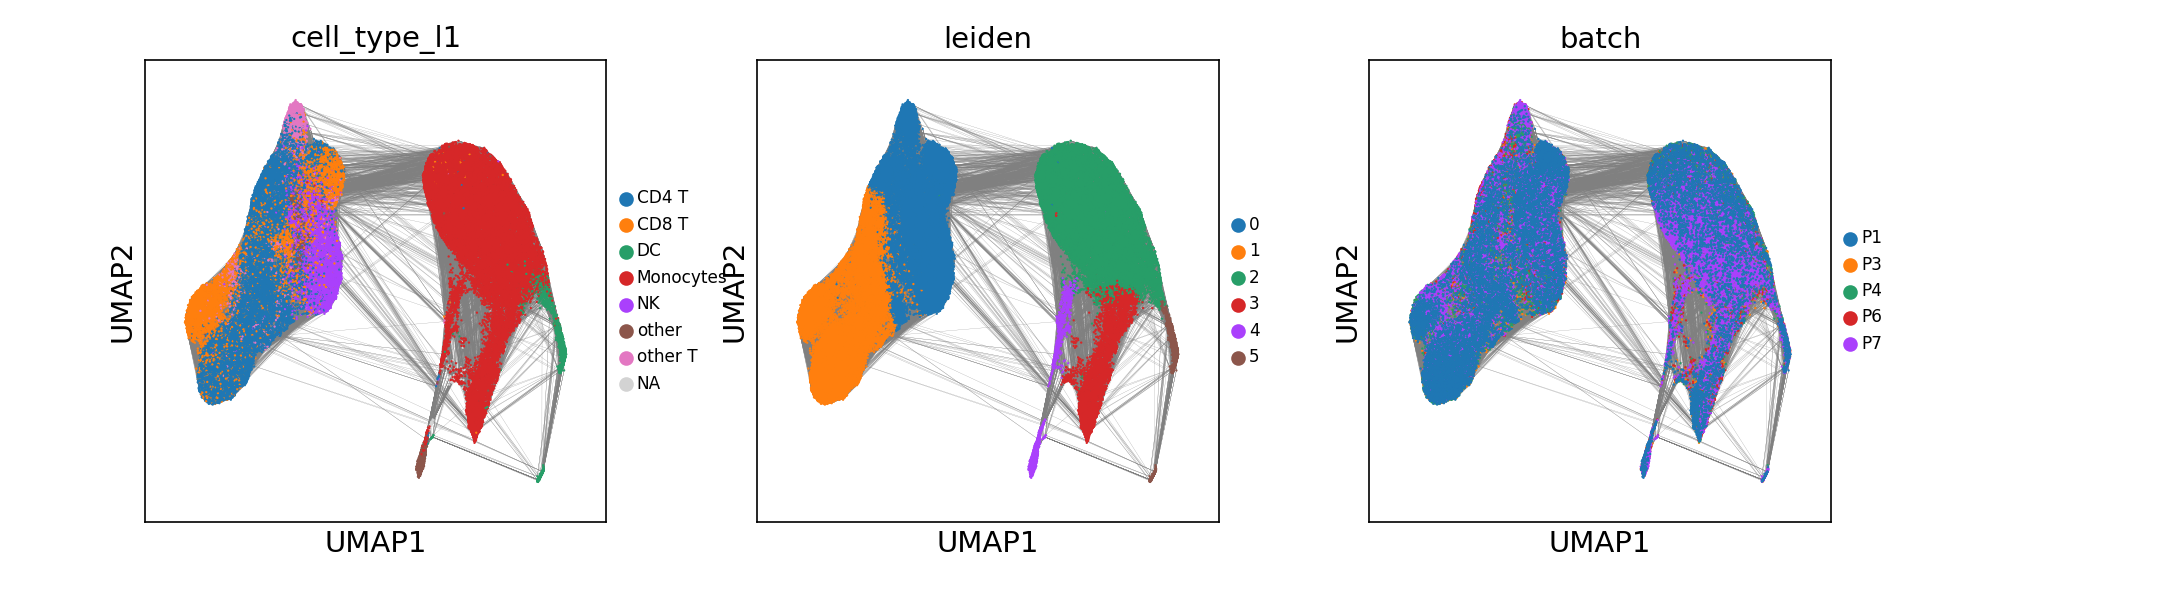 cell_type_l1
UMAP2
UMAP1
CD4 T
CD8 T
DC
Monocytes
NK
other
other T
NA
leiden
UMAP2
UMAP1
0
1
2
3
4
5
batch
UMAP2
UMAP1
P1
P3
P4
P6
P7